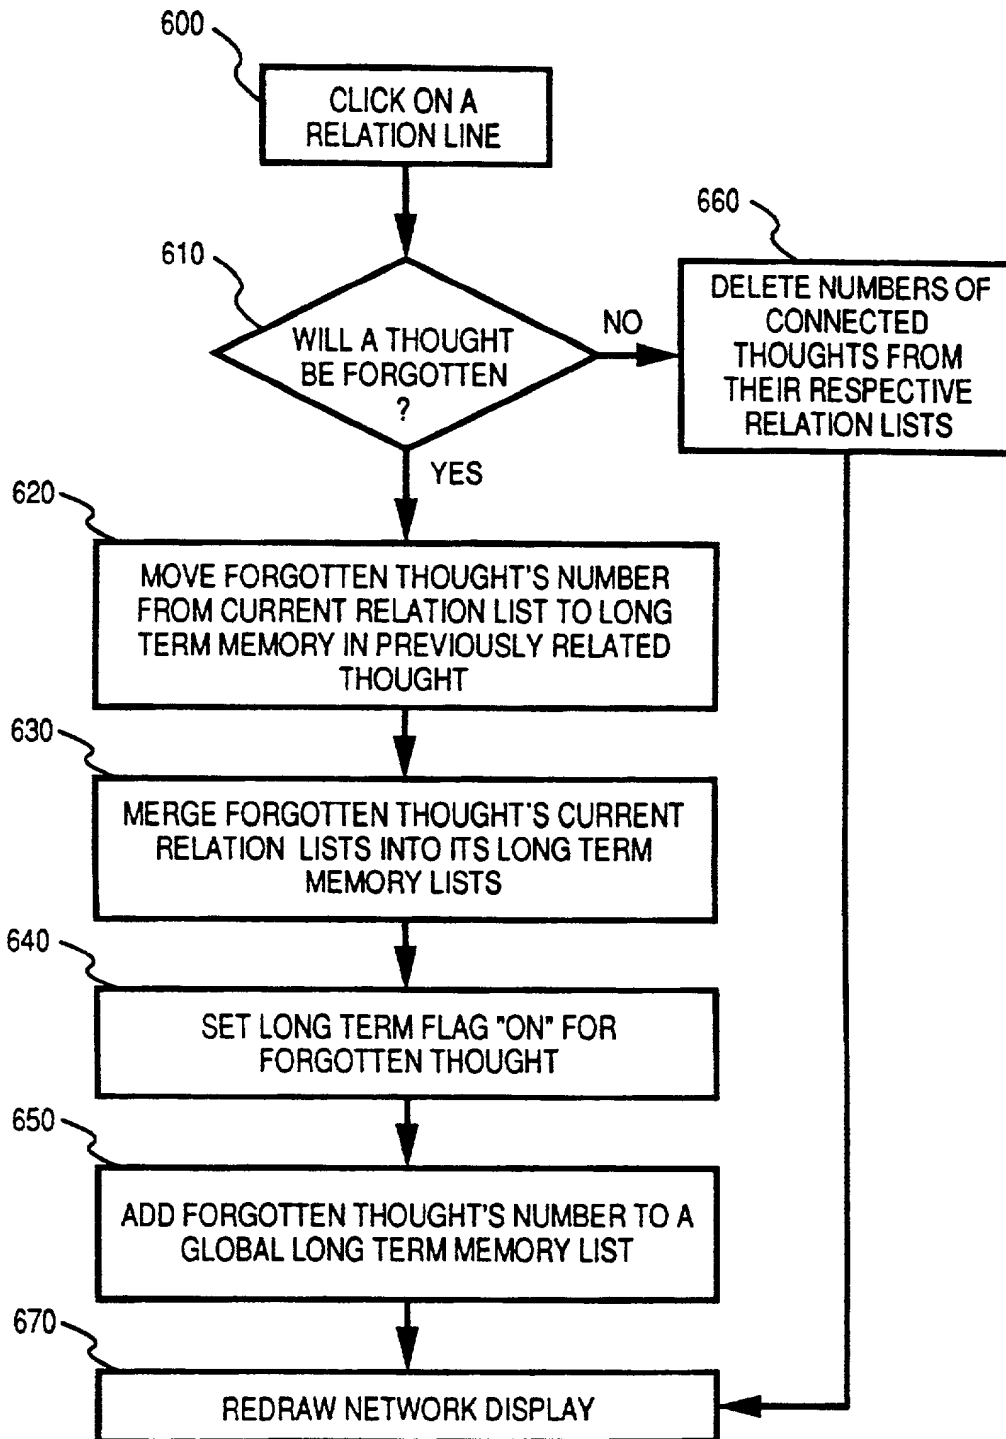 600
CLICK ON A
RELATION LINE
660
610
DELETE NUMBERS OF
CONNECTED
THOUGHTS FROM
THEIR RESPECTIVE
RELATION LISTS
NO
WILL A THOUGHT
BE FORGOTTEN
?
YES
620
MOVE FORGOTTEN THOUGHT'S NUMBER
FROM CURRENT RELATION LIST TO LONG
TERM MEMORY IN PREVIOUSLY RELATED
THOUGHT
630
MERGE FORGOTTEN THOUGHT'S CURRENT
RELATION LISTS INTO ITS LONG TERM
MEMORY LISTS
640
SET LONG TERM FLAG "ON" FOR
FORGOTTEN THOUGHT
650
ADD FORGOTTEN THOUGHT'S NUMBER TO A
GLOBAL LONG TERM MEMORY LIST
670
REDRAW NETWORK DISPLAY